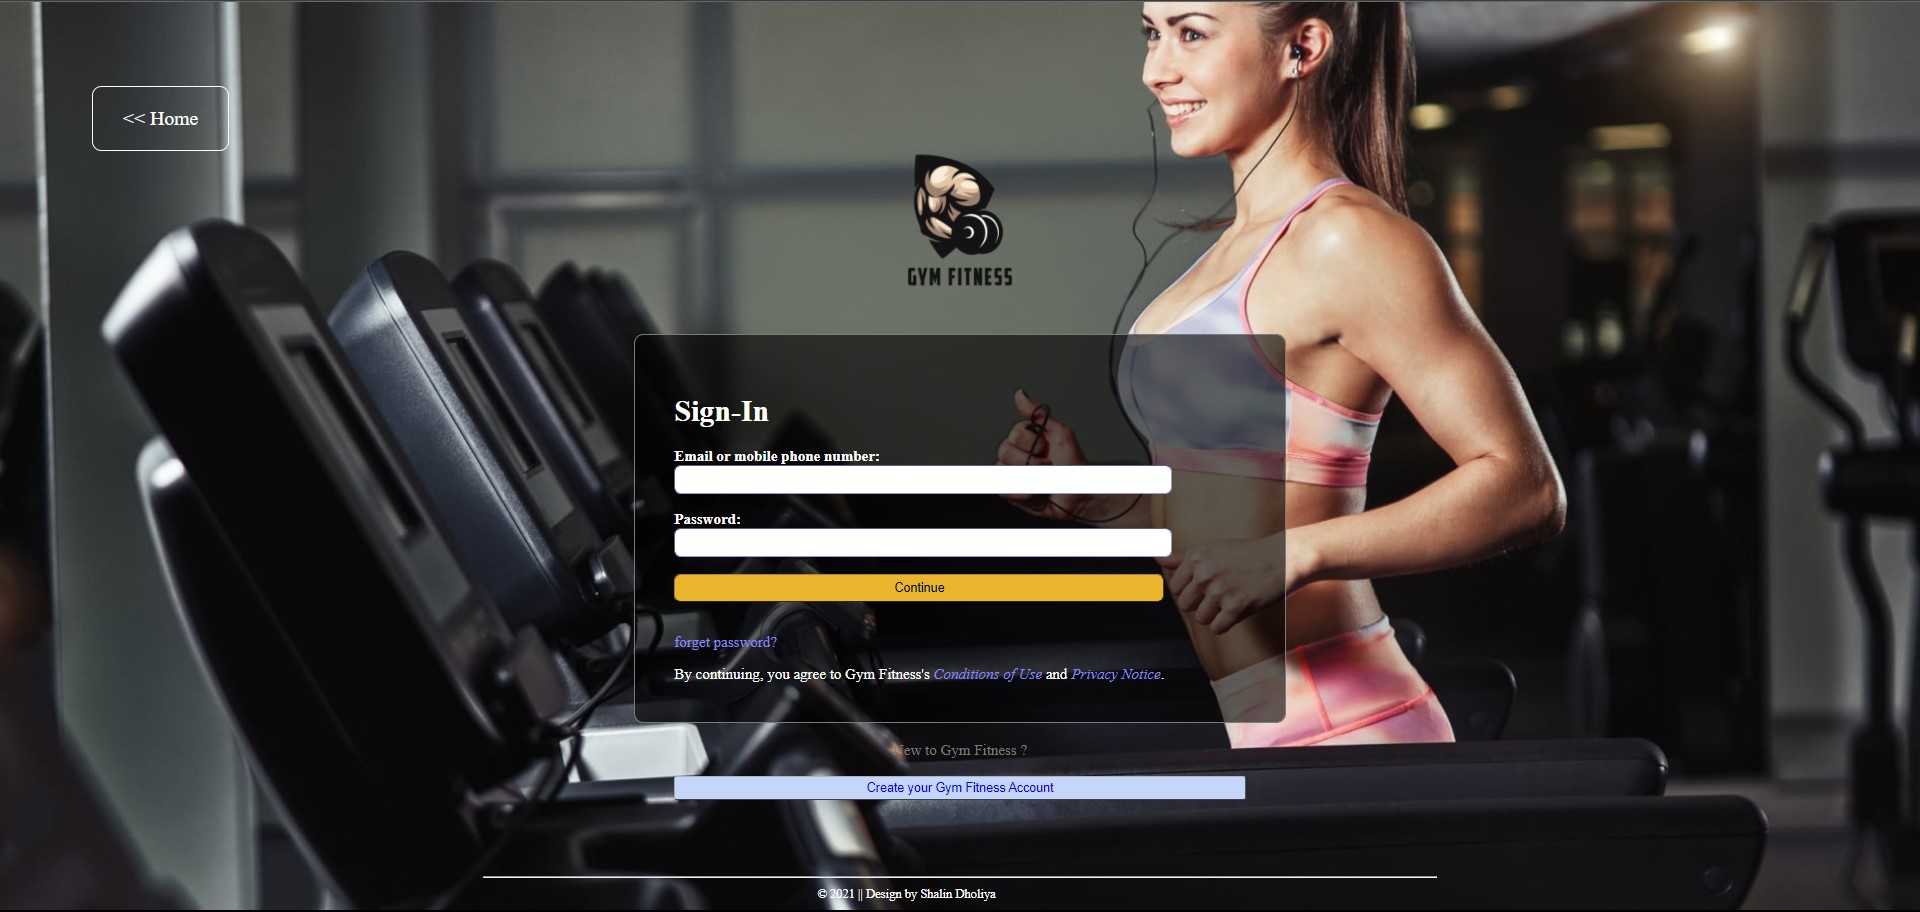 << Home
GYM FITNESS
Sign-In
Email or mobile phone number:
Password:
Continue
forget password?
By continuing, you agree to Gym Fitness's Conditions of Use and Privacy Notice.
New to Gym Fitness ?
Create your Gym Fitness Account
© 2021 || Design by Shalin Dholiya